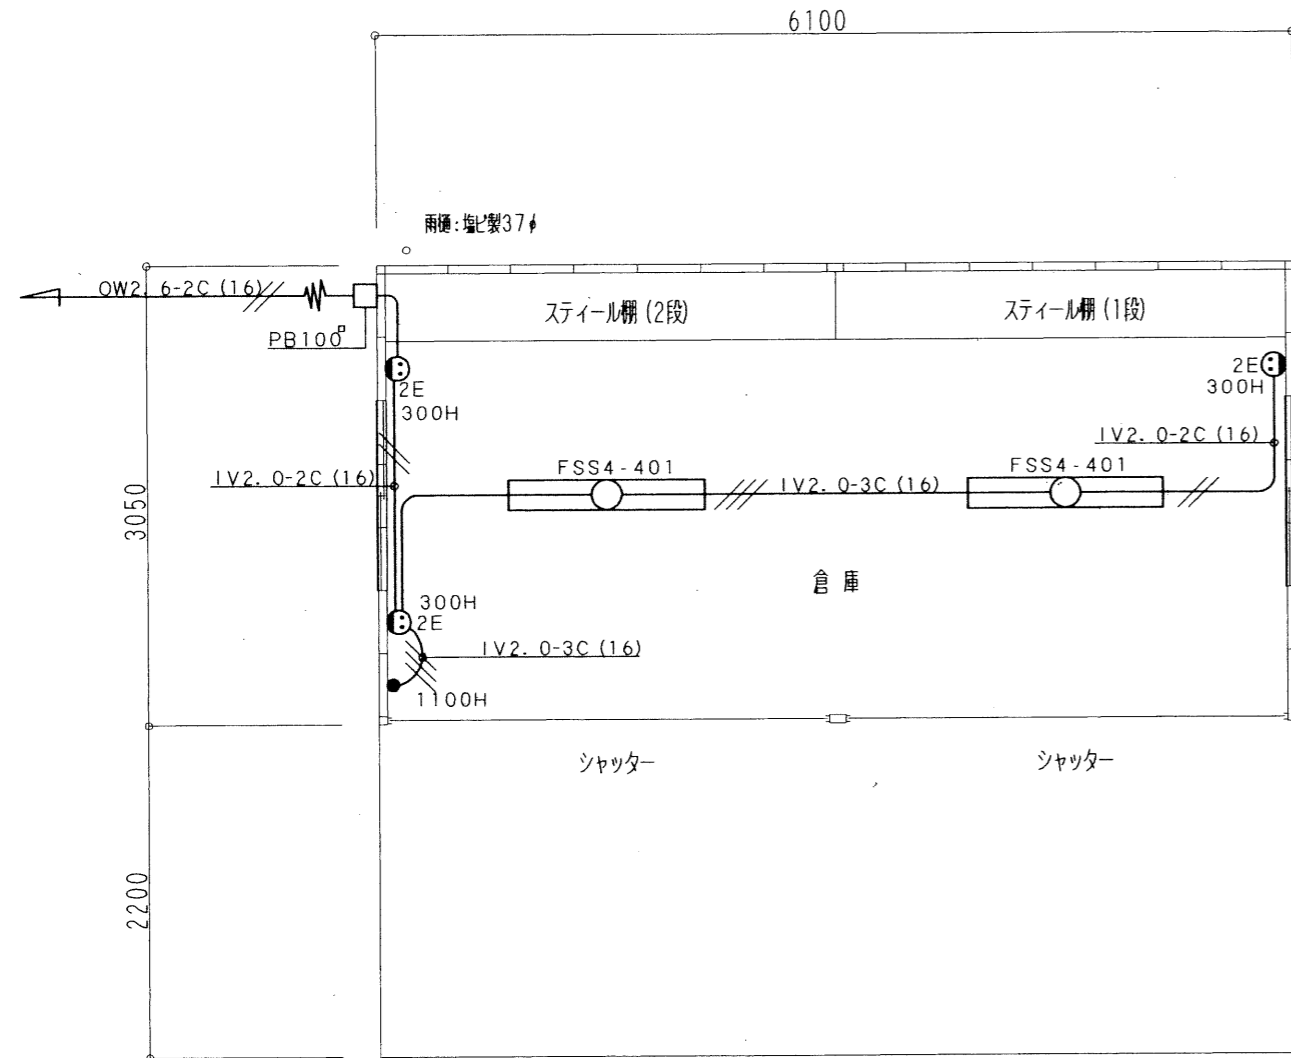 6100
雨樋:塩ビ製37φ
OW2.6-2C(16)
スティール棚(2段)
スティール棚(1段)
PB100□
2E
300H
2E
300H
IV2.0-2C(16)
FSS4-401
FSS4-401
IV2.0-2C(16)
IV2.0-3C(16)
3050
倉庫
300H
2E
IV2.0-3C(16)
1100H
シャッター
シャッター
2200